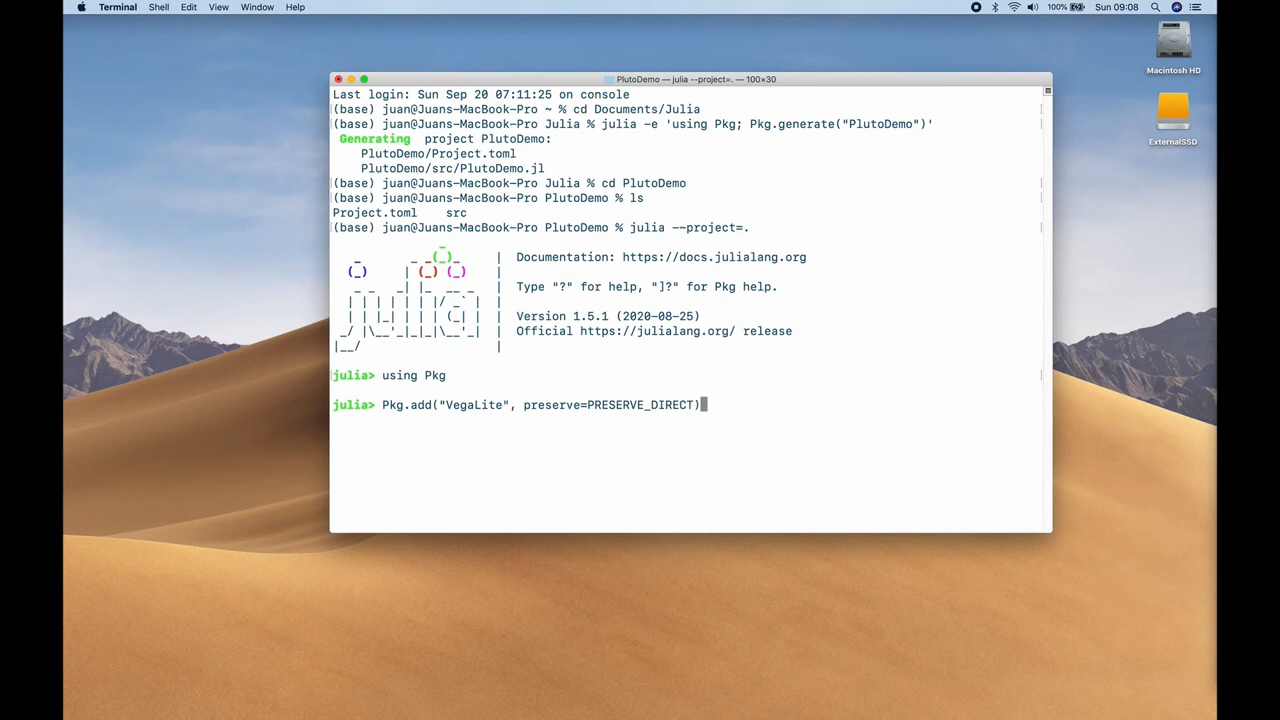 Terminal Shell Edit View Window Help 100% Sun 09:08
Macintosh HD
ExternalSSD
PlutoDemo — julia --project=. — 100×30
Last login: Sun Sep 20 07:11:25 on console
(base) juan@Juans-MacBook-Pro ~ % cd Documents/Julia
(base) juan@Juans-MacBook-Pro Julia % julia -e 'using Pkg; Pkg.generate("PlutoDemo")'
Generating project PlutoDemo:
PlutoDemo/Project.toml
PlutoDemo/src/PlutoDemo.jl
(base) juan@Juans-MacBook-Pro Julia % cd PlutoDemo
(base) juan@Juans-MacBook-Pro PlutoDemo % ls
Project.toml src
(base) juan@Juans-MacBook-Pro PlutoDemo % julia --project=.
Documentation: https://docs.julialang.org
Type "?" for help, "]?" for Pkg help.
Version 1.5.1 (2020-08-25)
Official https://julialang.org/ release
julia> using Pkg
julia> Pkg.add("VegaLite", preserve=PRESERVE_DIRECT)